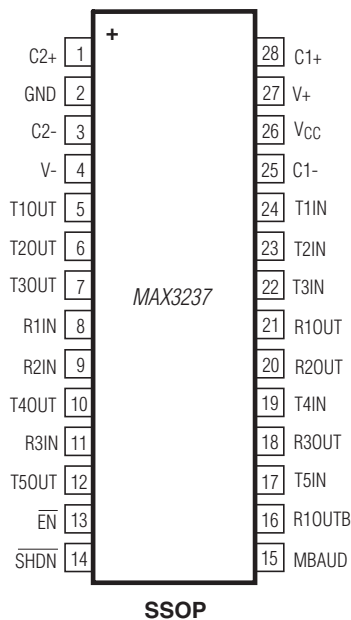 +
C2+ 1 28 C1+
GND 2 27 V+
C2- 3 26 VCC
V- 4 25 C1-
T1OUT 5 24 T1IN
T2OUT 6 23 T2IN
T3OUT 7 22 T3IN
MAX3237
R1IN 8 21 R1OUT
R2IN 9 20 R2OUT
T4OUT 10 19 T4IN
R3IN 11 18 R3OUT
T5OUT 12 17 T5IN
E̅N̅ 13 16 R1OUTB
S̅H̅D̅N̅ 14 15 MBAUD
SSOP